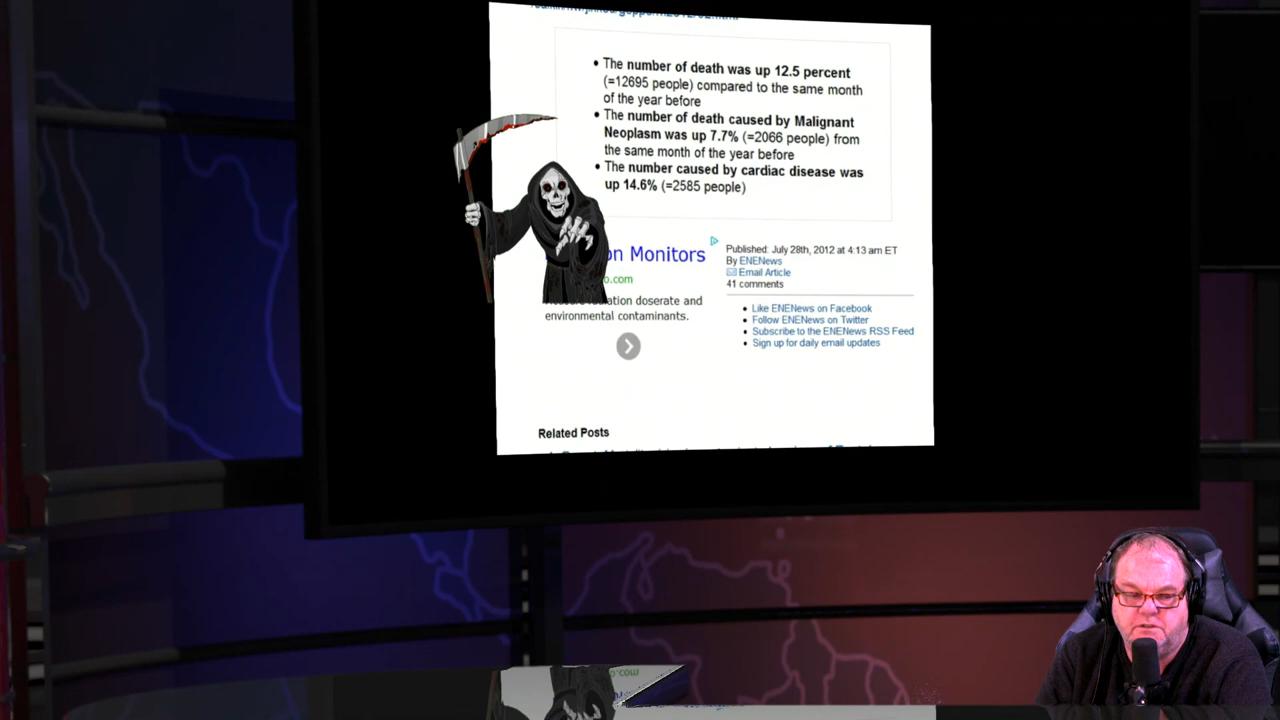 • The number of death was up 12.5 percent
(=12695 people) compared to the same month
of the year before
• The number of death caused by Malignant
Neoplasm was up 7.7% (=2066 people) from
the same month of the year before
• The number caused by cardiac disease was
up 14.6% (=2585 people)
on Monitors
o.com
ation doserate and
environmental contaminants.
Published: July 28th, 2012 at 4:13 am ET
By ENENews
Email Article
41 comments
• Like ENENews on Facebook
• Follow ENENews on Twitter
• Subscribe to the ENENews RSS Feed
• Sign up for daily email updates
Related Posts